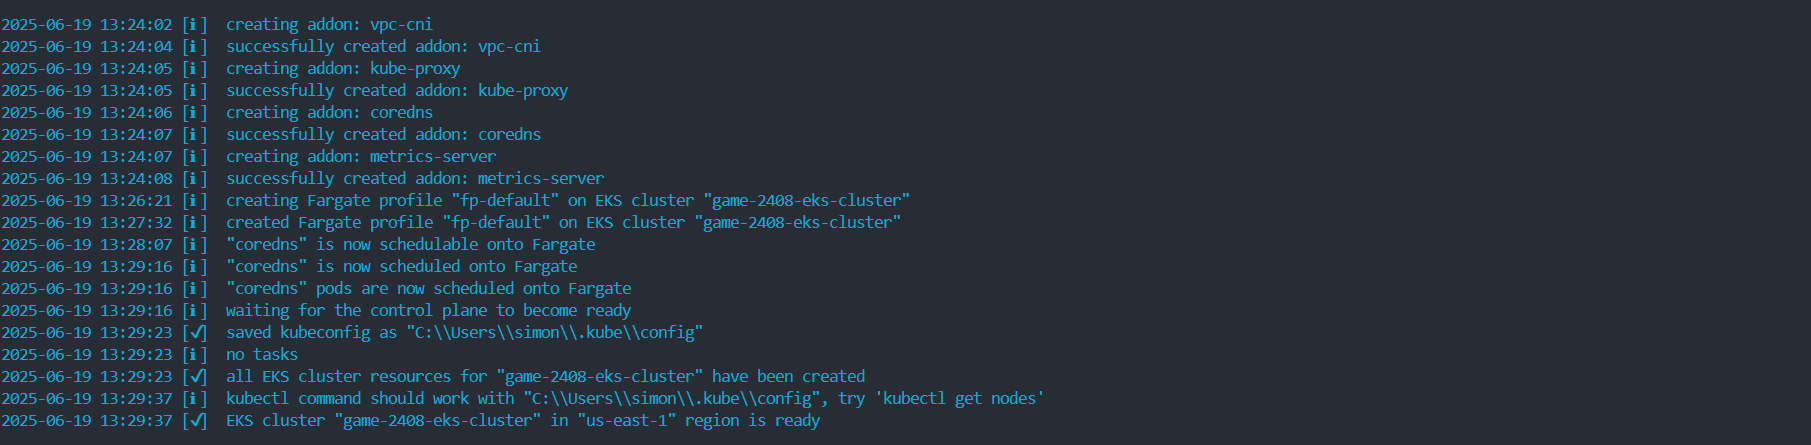 2025-06-19 13:24:02 [ℹ]  creating addon: vpc-cni
2025-06-19 13:24:04 [ℹ]  successfully created addon: vpc-cni
2025-06-19 13:24:05 [ℹ]  creating addon: kube-proxy
2025-06-19 13:24:05 [ℹ]  successfully created addon: kube-proxy
2025-06-19 13:24:06 [ℹ]  creating addon: coredns
2025-06-19 13:24:07 [ℹ]  successfully created addon: coredns
2025-06-19 13:24:07 [ℹ]  creating addon: metrics-server
2025-06-19 13:24:08 [ℹ]  successfully created addon: metrics-server
2025-06-19 13:26:21 [ℹ]  creating Fargate profile "fp-default" on EKS cluster "game-2408-eks-cluster"
2025-06-19 13:27:32 [ℹ]  created Fargate profile "fp-default" on EKS cluster "game-2408-eks-cluster"
2025-06-19 13:28:07 [ℹ]  "coredns" is now schedulable onto Fargate
2025-06-19 13:29:16 [ℹ]  "coredns" is now scheduled onto Fargate
2025-06-19 13:29:16 [ℹ]  "coredns" pods are now scheduled onto Fargate
2025-06-19 13:29:16 [ℹ]  waiting for the control plane to become ready
2025-06-19 13:29:23 [✔]  saved kubeconfig as "C:\\Users\\simon\\.kube\\config"
2025-06-19 13:29:23 [ℹ]  no tasks
2025-06-19 13:29:23 [✔]  all EKS cluster resources for "game-2408-eks-cluster" have been created
2025-06-19 13:29:37 [ℹ]  kubectl command should work with "C:\\Users\\simon\\.kube\\config", try 'kubectl get nodes'
2025-06-19 13:29:37 [✔]  EKS cluster "game-2408-eks-cluster" in "us-east-1" region is ready